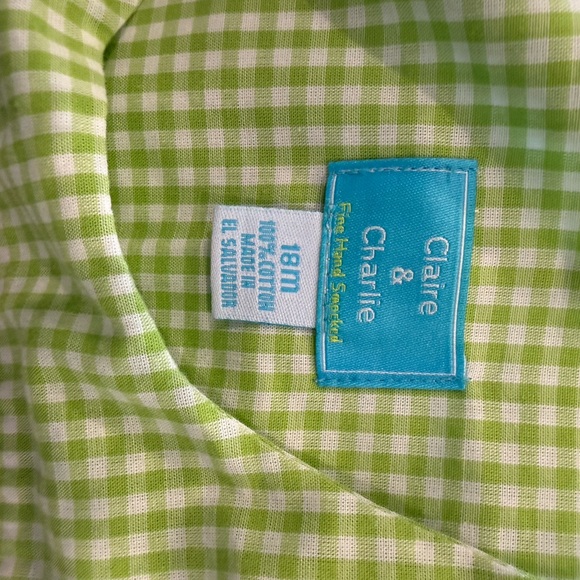 Claire
&
Charlie
Fine Hand Smocked
18m
100% COTTON
MADE IN
EL SALVADOR